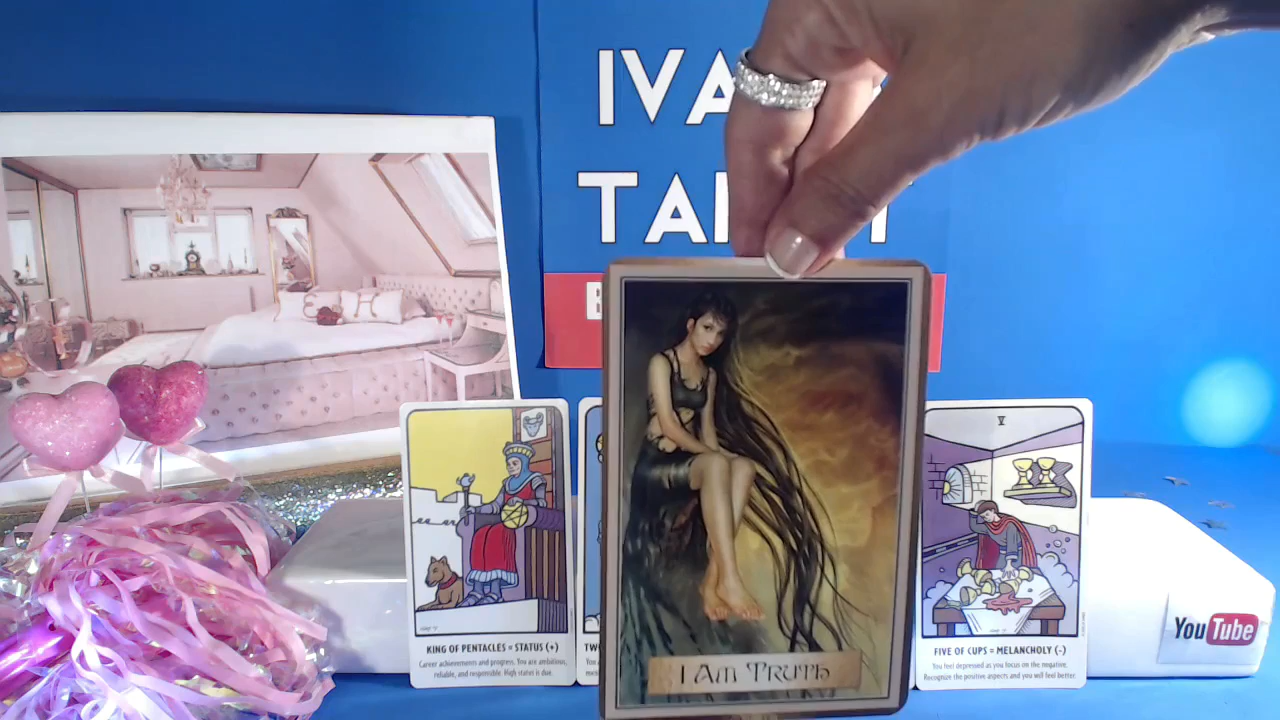 IVA
TA
E H
V
KING OF PENTACLES = STATUS (+)
Career achievements and progress. You are ambitious,
reliable, and responsible. High status is due.
TW
I AM TRUTH
FIVE OF CUPS = MELANCHOLY (-)
You feel depressed as you focus on the negative.
Recognize the positive aspects and you will feel better.
YouTube